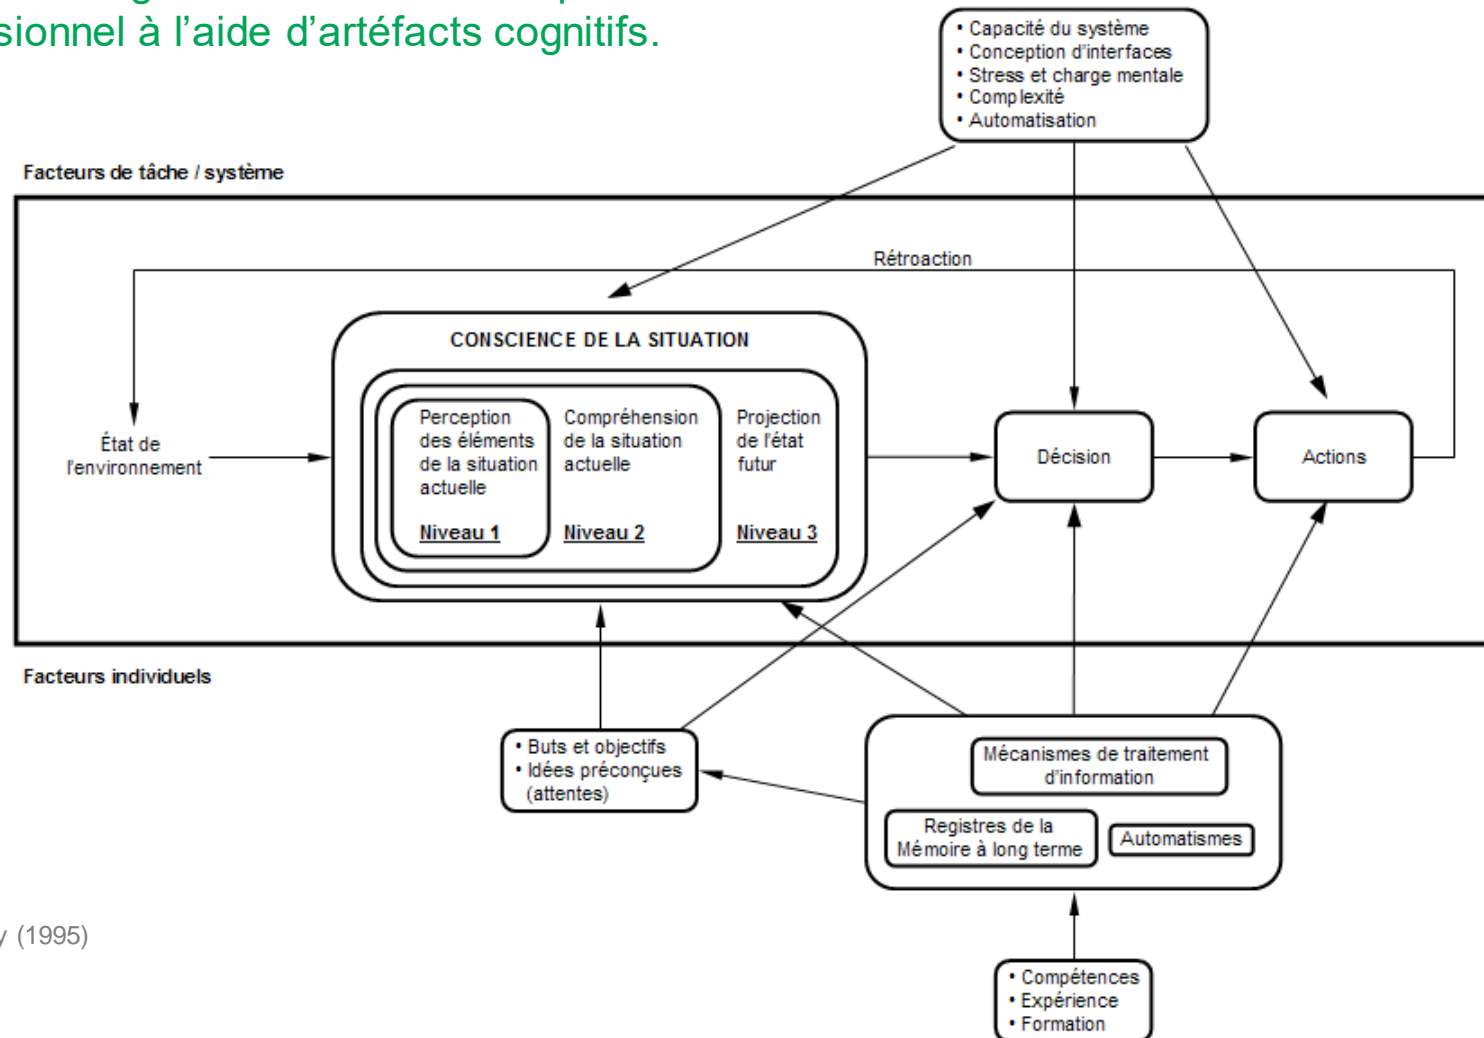 sionnel à l'aide d'artéfacts cognitifs.
• Capacité du système
• Conception d'interfaces
• Stress et charge mentale
• Complexité
• Automatisation
Facteurs de tâche / système
Rétroaction
CONSCIENCE DE LA SITUATION
État de
l'environnement
Perception
des éléments
de la situation
actuelle
Niveau 1
Compréhension
de la situation
actuelle
Niveau 2
Projection
de l'état
futur
Niveau 3
Décision
Actions
Facteurs individuels
• Buts et objectifs
• Idées préconçues
(attentes)
Mécanismes de traitement
d'information
Registres de la
Mémoire à long terme
Automatismes
y (1995)
• Compétences
• Expérience
• Formation